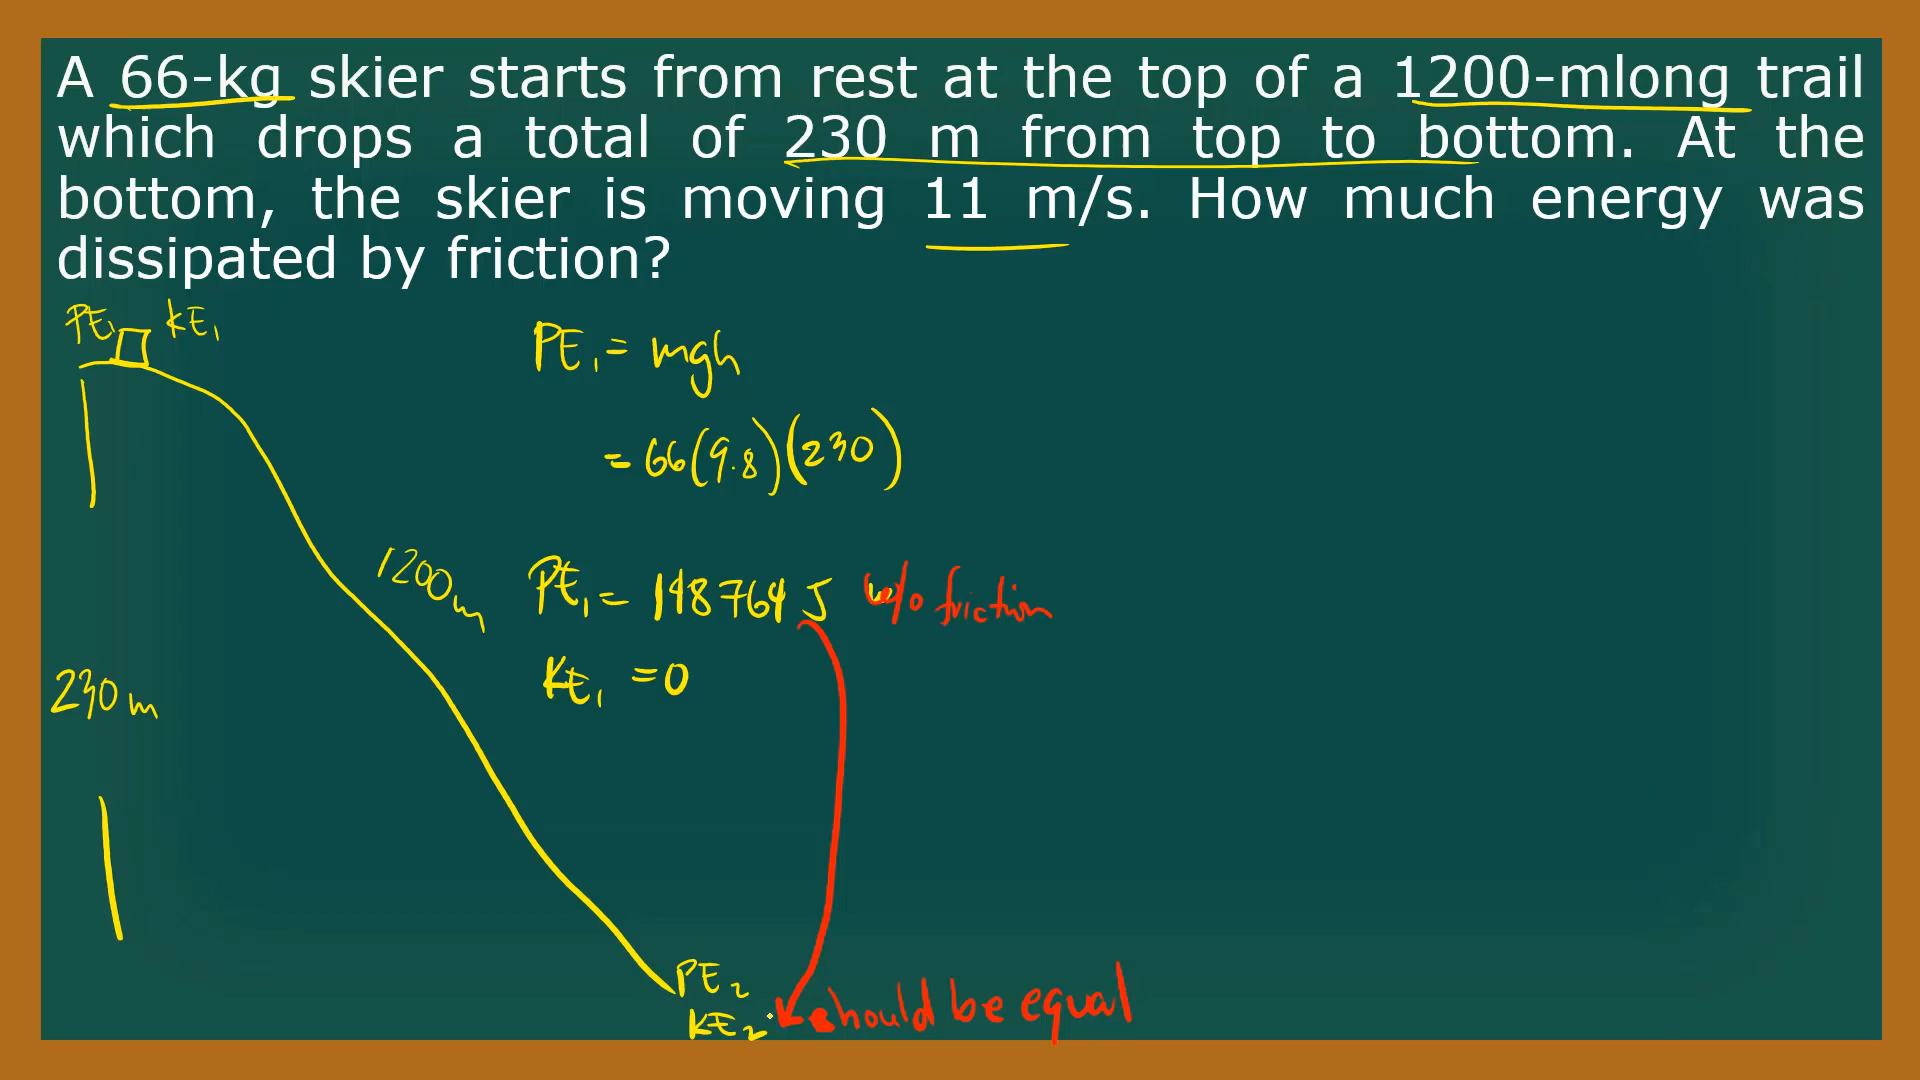 A 66-kg skier starts from rest at the top of a 1200-mlong trail
which drops a total of 230 m from top to bottom. At the
bottom, the skier is moving 11 m/s. How much energy was
dissipated by friction?
PE₁ KE₁
PE₁ = mgh
= 66(9.8)(230)
1200m
PE₁ = 148764 J w/o friction
KE₁ = 0
230 m
PE₂
KE₂ should be equal